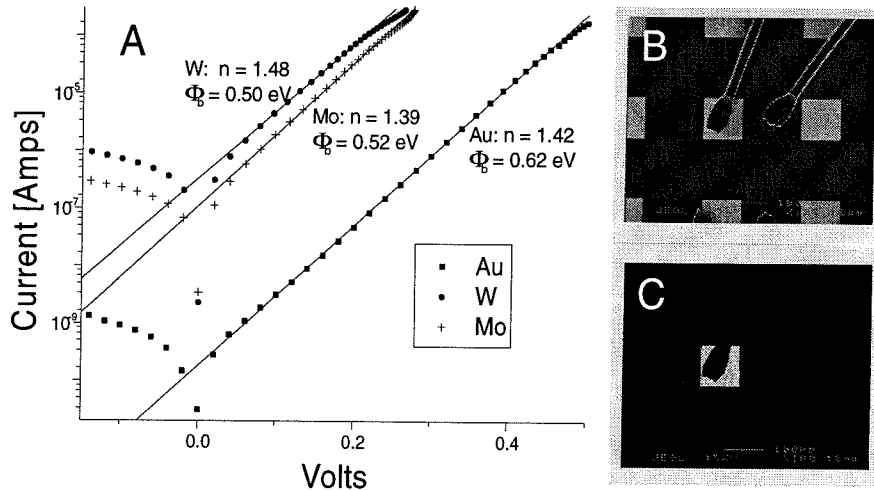 A
W: n = 1.48
Φb = 0.50 eV
Mo: n = 1.39
Φb = 0.52 eV
Au: n = 1.42
Φb = 0.62 eV
Current [Amps]
10⁻⁵
10⁻⁷
10⁻⁹
Au
W
Mo
0.0
0.2
0.4
Volts
B
C
100μm